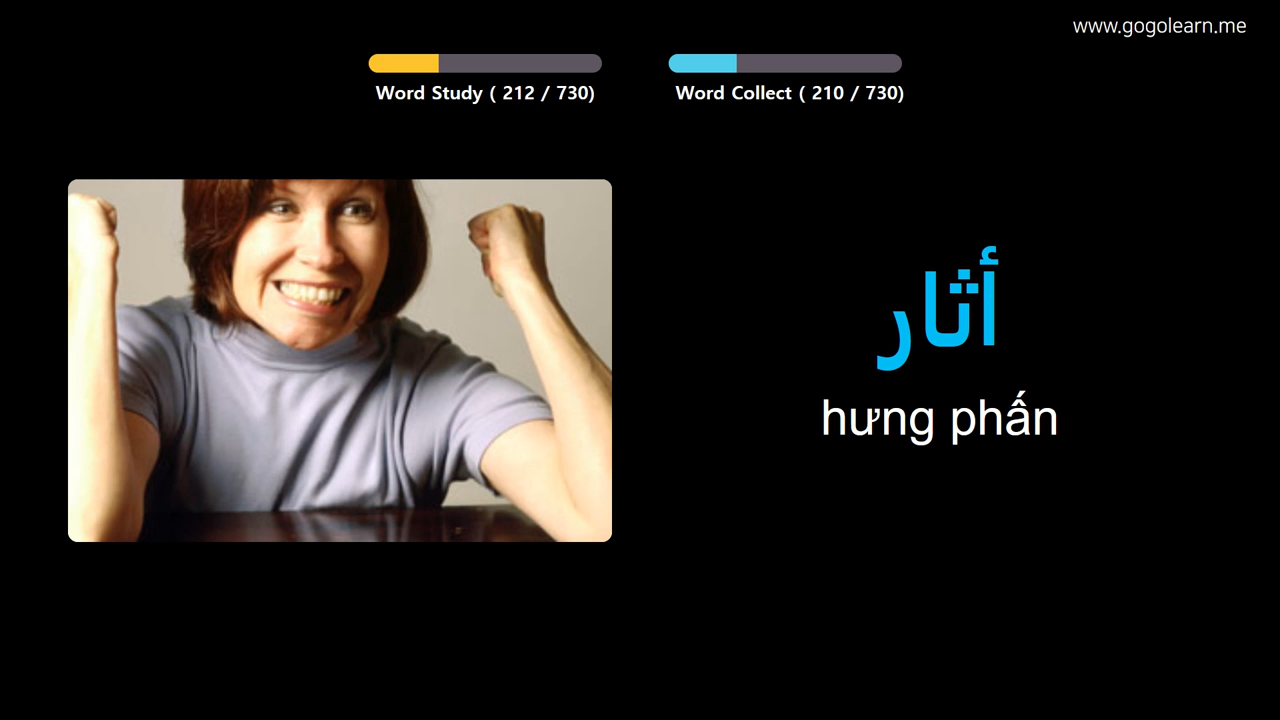 www.gogolearn.me
Word Study ( 212 / 730)
Word Collect ( 210 / 730)
أثار
hưng phấn